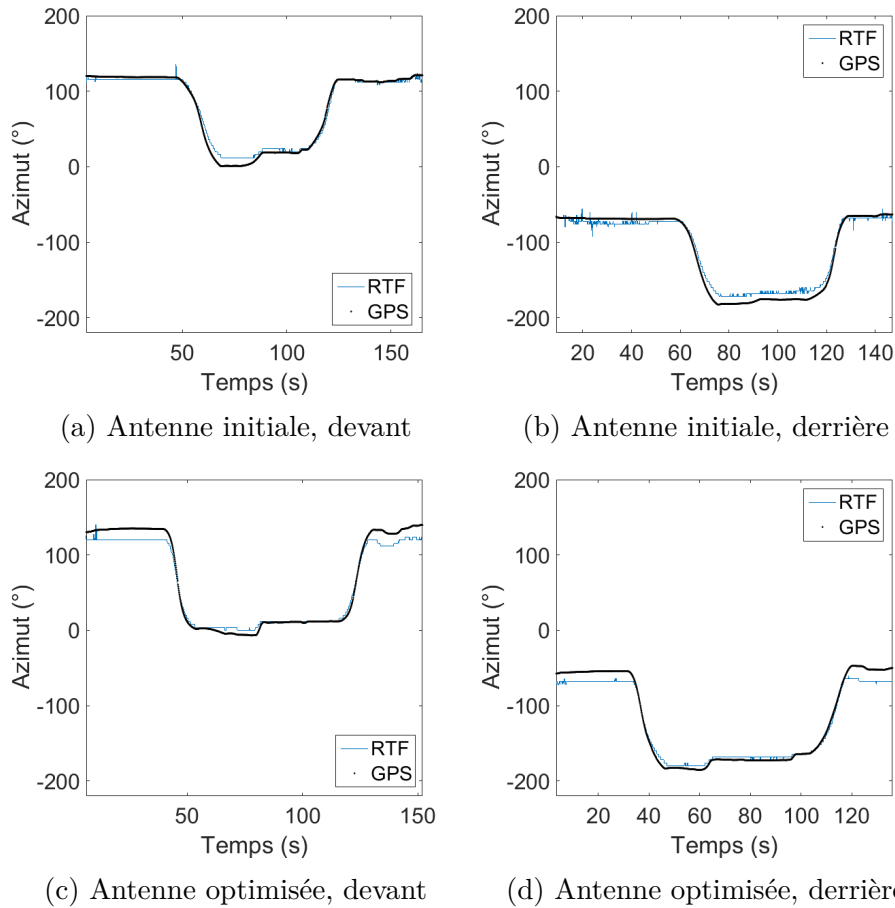 200
100
0
-100
-200
Azimut (°)
50
100
150
Temps (s)
RTF
GPS
(a) Antenne initiale, devant
200
100
0
-100
-200
Azimut (°)
20
40
60
80
100
120
140
Temps (s)
RTF
GPS
(b) Antenne initiale, derrière
200
100
0
-100
-200
Azimut (°)
50
100
150
Temps (s)
RTF
GPS
(c) Antenne optimisée, devant
200
100
0
-100
-200
Azimut (°)
20
40
60
80
100
120
Temps (s)
RTF
GPS
(d) Antenne optimisée, derrièr